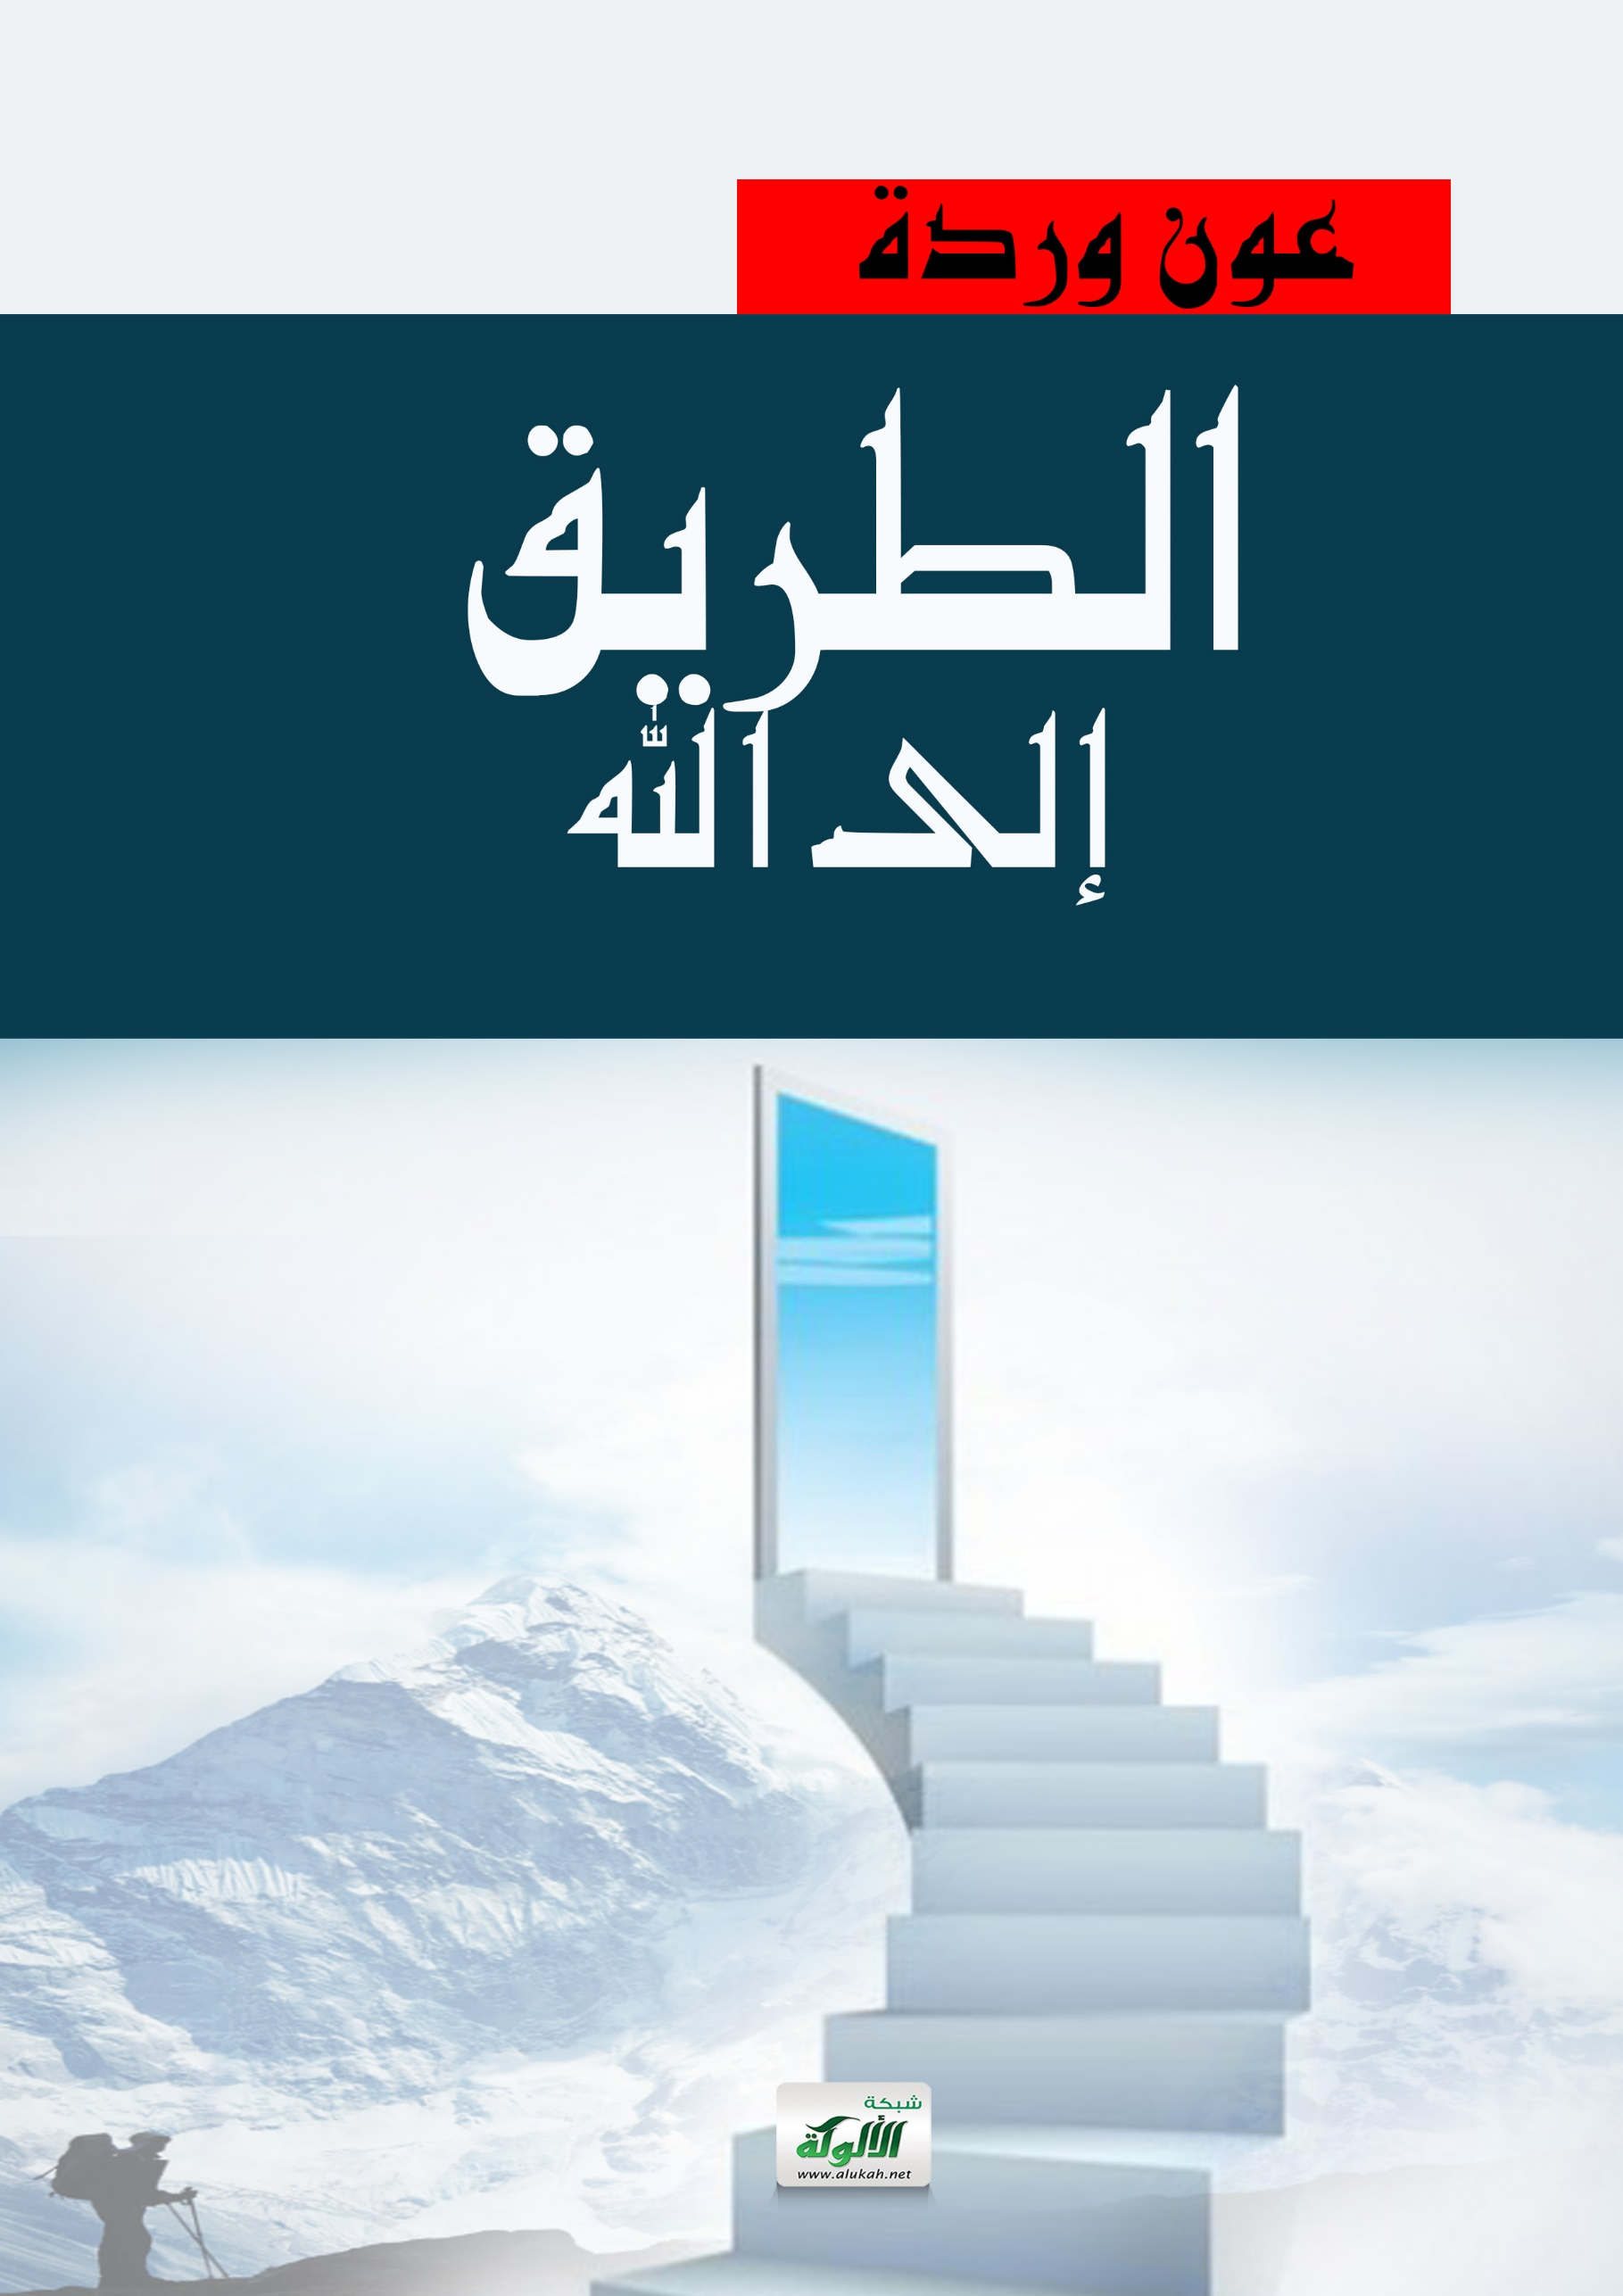 عون وردة
الطريق
إلى الله
شبكة
الألوكة
www.alukah.net